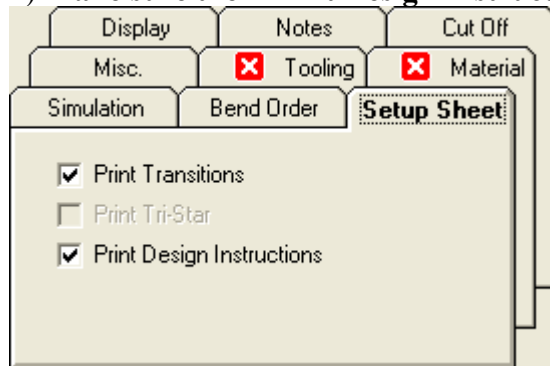 Display Notes Cut Off
Misc. Tooling Material
Simulation Bend Order Setup Sheet
Print Transitions
Print Tri-Star
Print Design Instructions